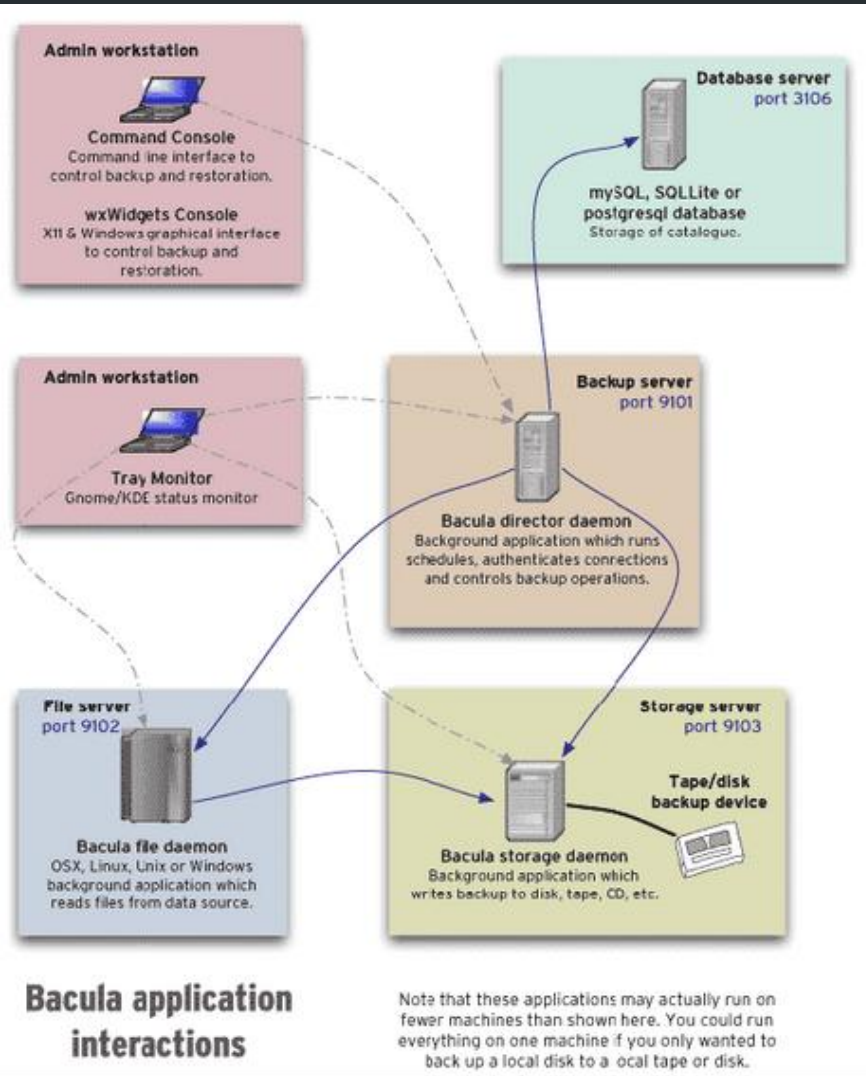 Admin workstation
Command Console
Command line interface to
control backup and restoration.
wxWidgets Console
X11 & Windows graphical interface
to control backup and
restoration.
Database server
port 3106
mySQL, SQLLite or
postgresql database
Storage of catalogue.
Admin workstation
Tray Monitor
Gnome/KDE status monitor
Backup server
port 9101
Bacula director daemon
Background application which runs
schedules, authenticates connections
and controls backup operations.
File server
port 9102
Bacula file daemon
OSX, Linux, Unix or Windows
background application which
reads files from data source.
Storage server
port 9103
Tape/disk
backup device
Bacula storage daemon
Background application which
writes backup to disk, tape, CD, etc.
Bacula application
interactions
Note that these applications may actually run on
fewer machines than shown here. You could run
everything on one machine if you only wanted to
back up a local disk to a local tape or disk.